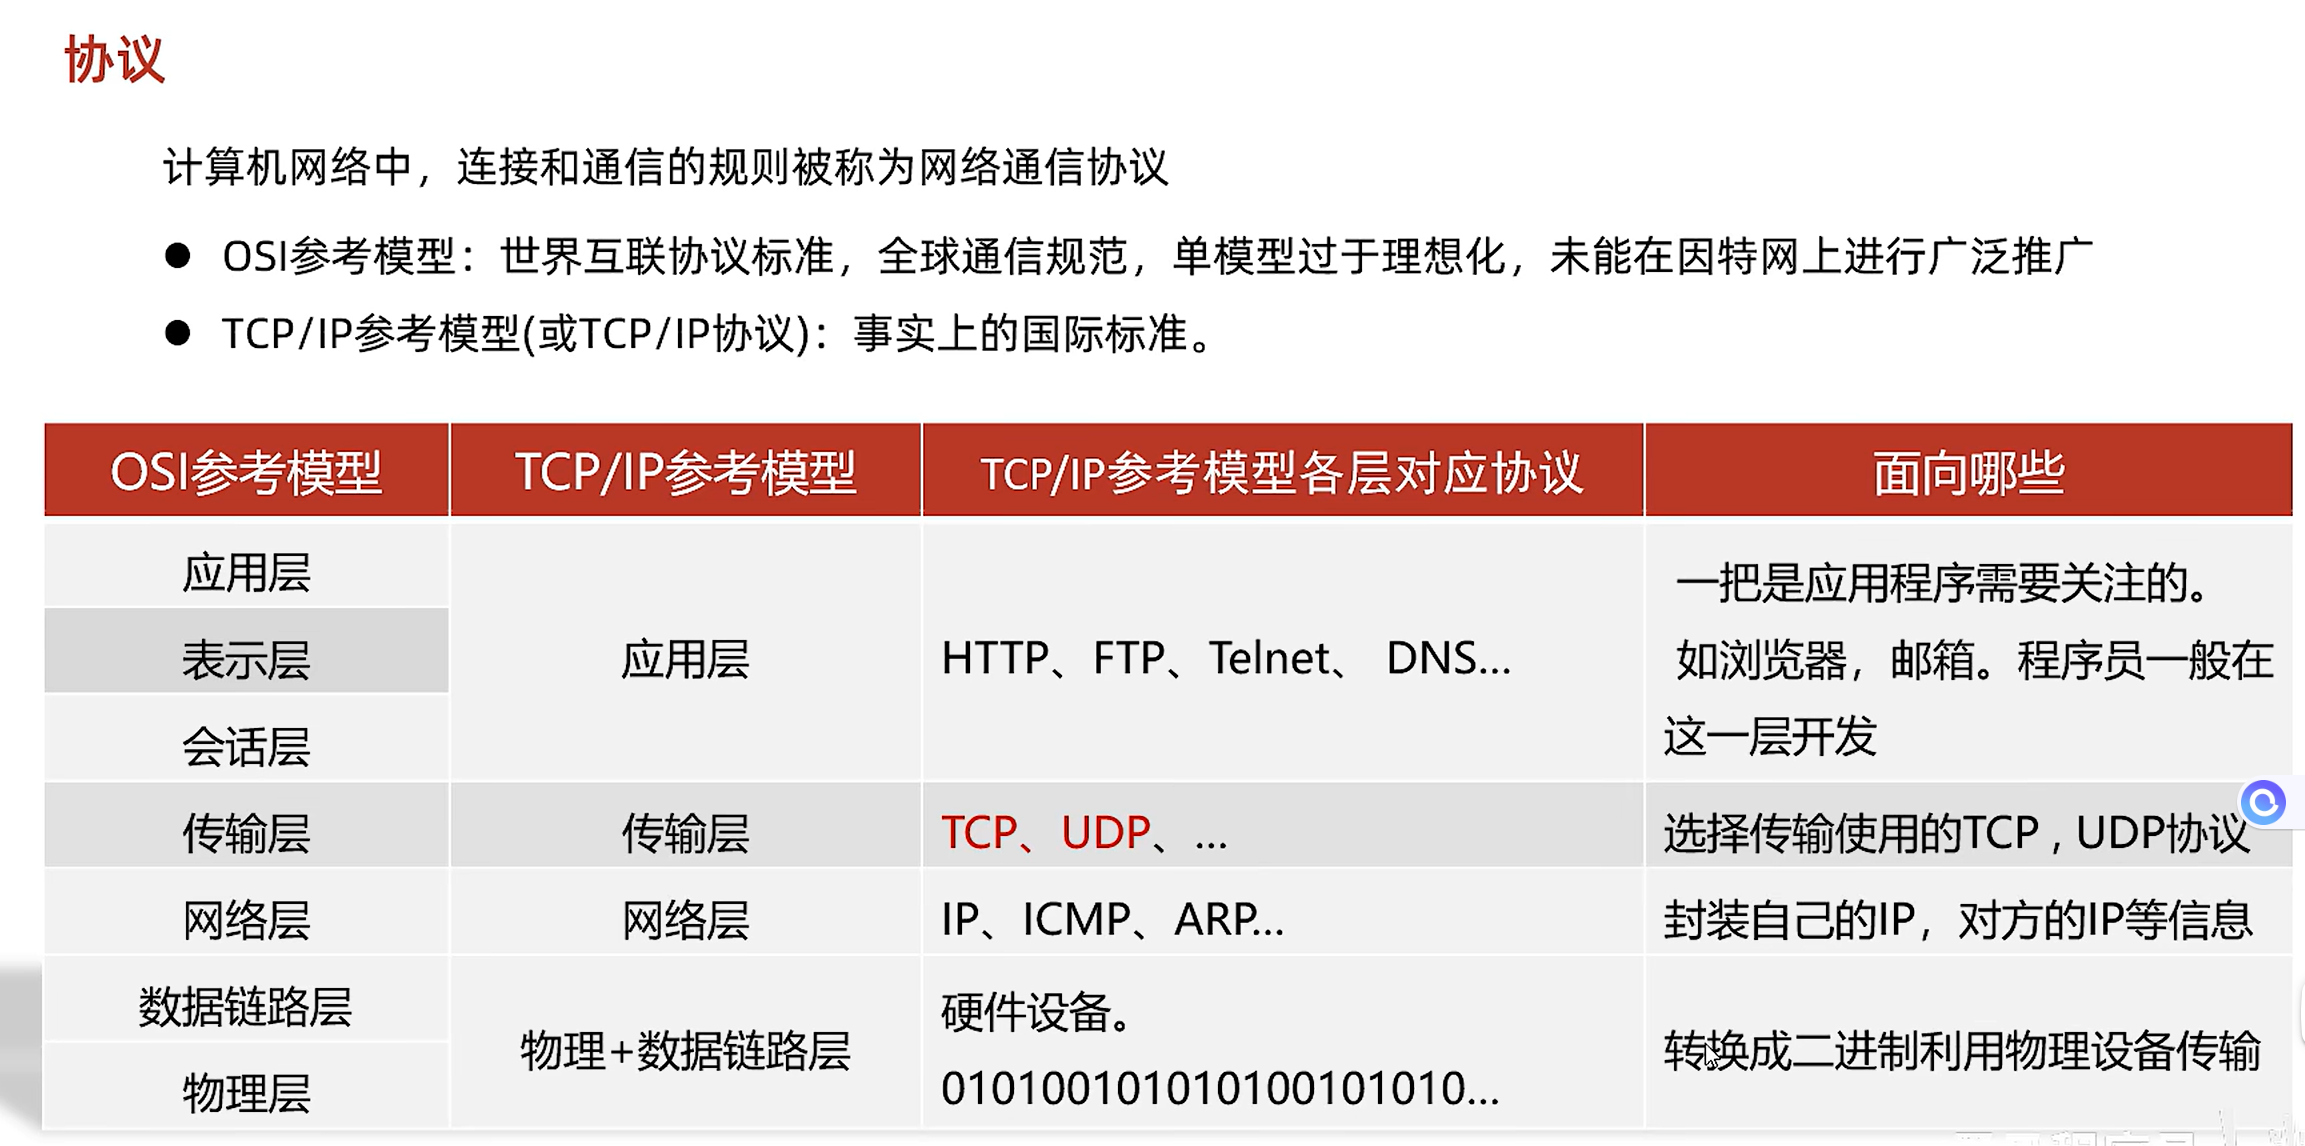 协议
计算机网络中，连接和通信的规则被称为网络通信协议
● OSI参考模型：世界互联协议标准，全球通信规范，单模型过于理想化，未能在因特网上进行广泛推广
● TCP/IP参考模型(或TCP/IP协议)：事实上的国际标准。
OSI参考模型 TCP/IP参考模型 TCP/IP参考模型各层对应协议 面向哪些
应用层
表示层
会话层
应用层
HTTP、FTP、Telnet、 DNS...
一把是应用程序需要关注的。
如浏览器，邮箱。程序员一般在
这一层开发
传输层 传输层 TCP、UDP、... 选择传输使用的TCP , UDP协议
网络层 网络层 IP、ICMP、ARP... 封装自己的IP，对方的IP等信息
数据链路层
物理层
物理+数据链路层
硬件设备。
010100101010100101010...
转换成二进制利用物理设备传输